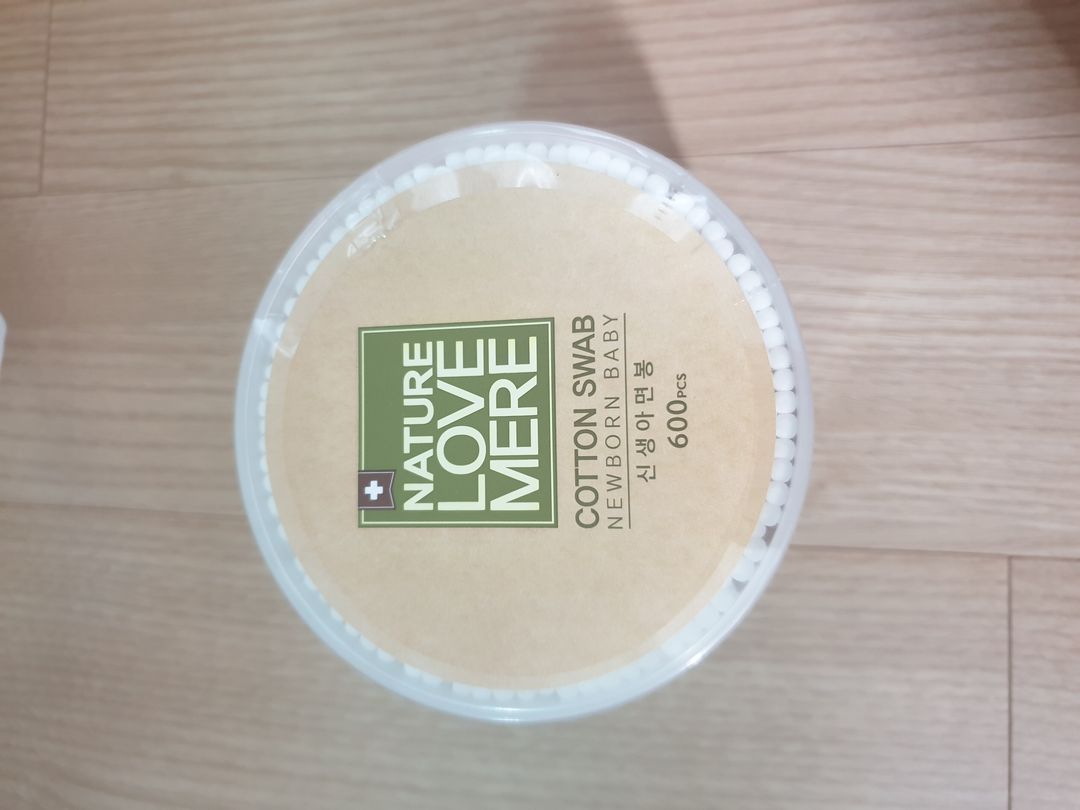 NATURE
LOVE
MERE
COTTON SWAB
NEWBORN BABY
신생아면봉
600PCS